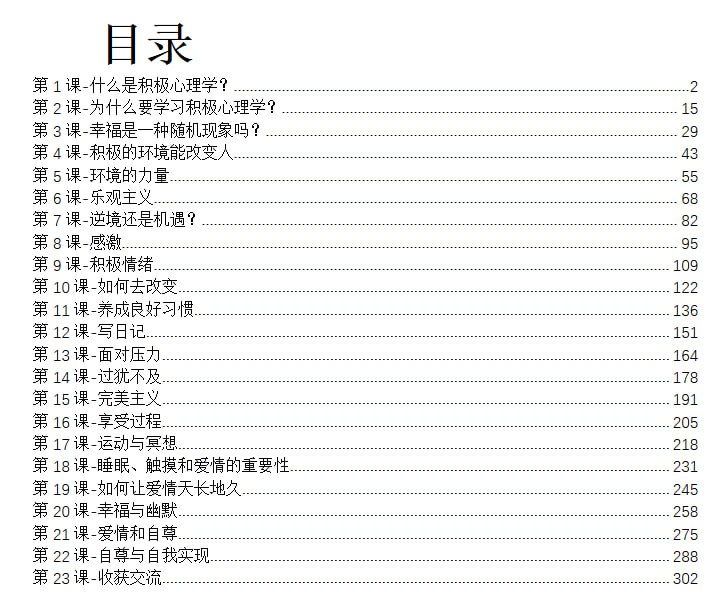 目录
第 1 课-什么是积极心理学？ 2
第 2 课-为什么要学习积极心理学？ 15
第 3 课-幸福是一种随机现象吗？ 29
第 4 课-积极的环境能改变人 43
第 5 课-环境的力量 55
第 6 课-乐观主义 68
第 7 课-逆境还是机遇？ 82
第 8 课-感激 95
第 9 课-积极情绪 109
第 10 课-如何去改变 122
第 11 课-养成良好习惯 136
第 12 课-写日记 151
第 13 课-面对压力 164
第 14 课-过犹不及 178
第 15 课-完美主义 191
第 16 课-享受过程 205
第 17 课-运动与冥想 218
第 18 课-睡眠、触摸和爱情的重要性 231
第 19 课-如何让爱情天长地久 245
第 20 课-幸福与幽默 258
第 21 课-爱情和自尊 275
第 22 课-自尊与自我实现 288
第 23 课-收获交流 302